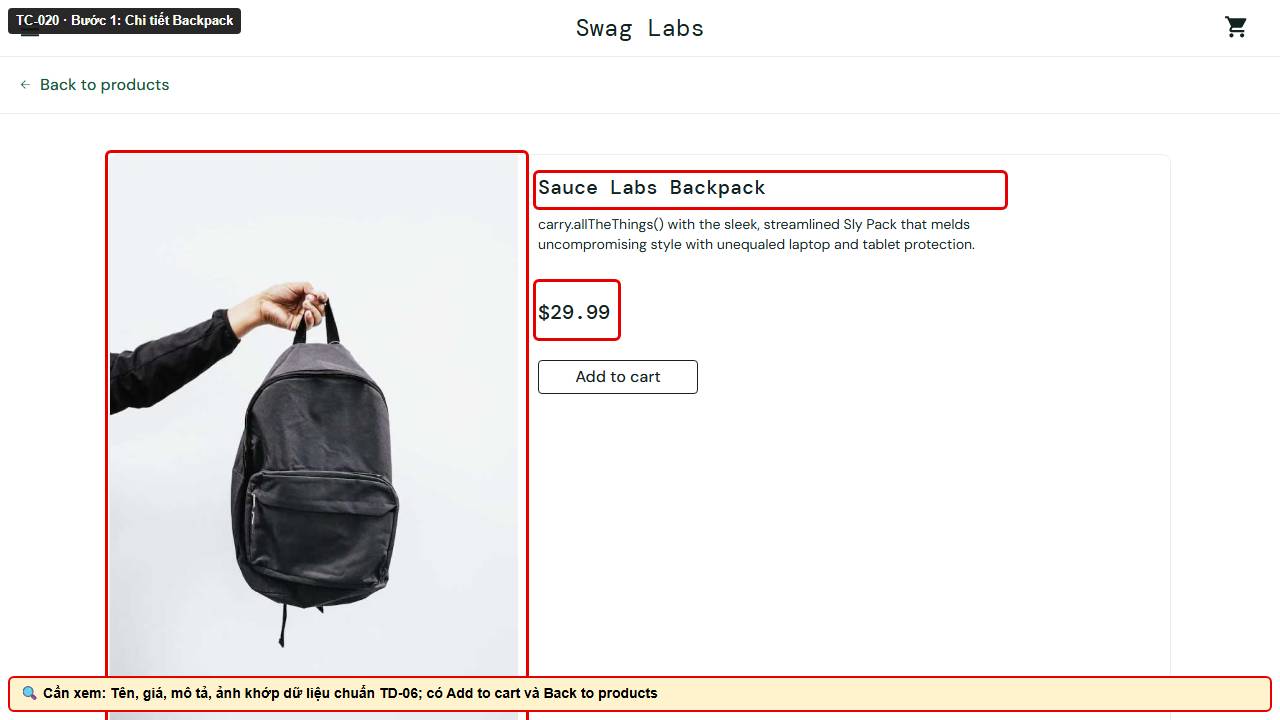 TC-020 · Bước 1: Chi tiết Backpack
Swag Labs
Back to products
Sauce Labs Backpack
carry.allTheThings() with the sleek, streamlined Sly Pack that melds
uncompromising style with unequaled laptop and tablet protection.
$29.99
Add to cart
🔍 Cần xem: Tên, giá, mô tả, ảnh khớp dữ liệu chuẩn TD-06; có Add to cart và Back to products